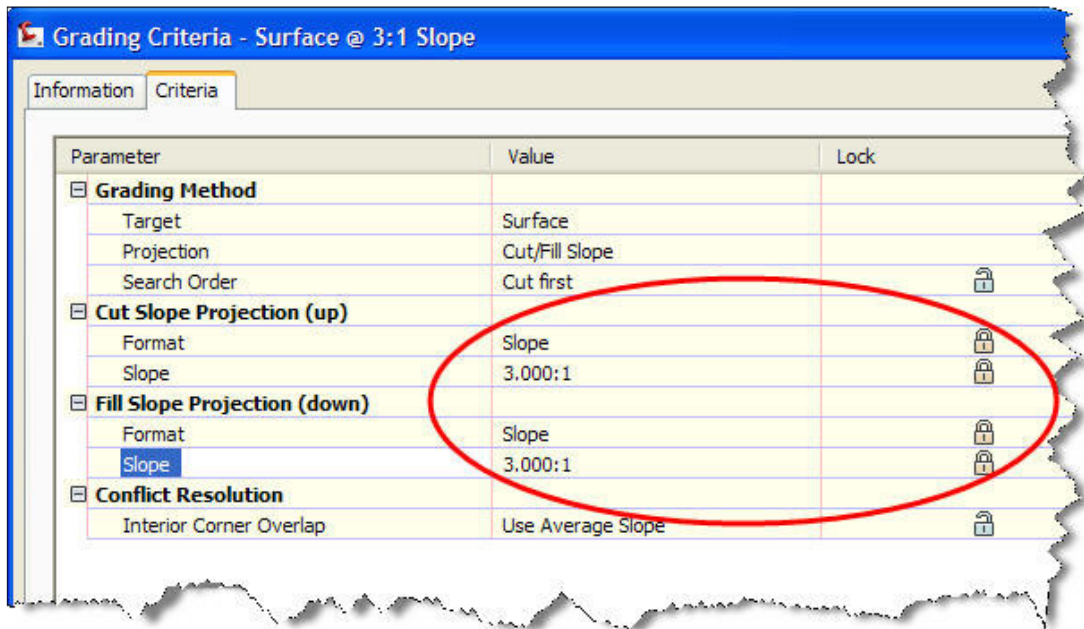 Grading Criteria - Surface @ 3:1 Slope
Information Criteria
Parameter Value Lock
Grading Method
Target Surface
Projection Cut/Fill Slope
Search Order Cut first
Cut Slope Projection (up)
Format Slope
Slope 3.000:1
Fill Slope Projection (down)
Format Slope
Slope 3.000:1
Conflict Resolution
Interior Corner Overlap Use Average Slope